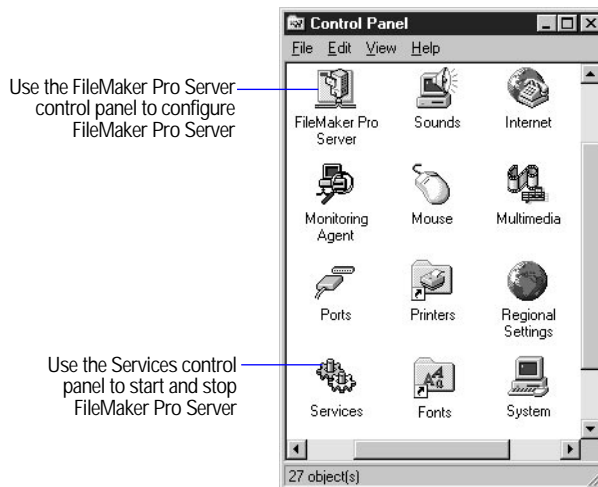 Control Panel
File Edit View Help
Use the FileMaker Pro Server
control panel to configure
FileMaker Pro Server
FileMaker Pro
Server
Sounds
Internet
Monitoring
Agent
Mouse
Multimedia
Ports
Printers
Regional
Settings
Use the Services control
panel to start and stop
FileMaker Pro Server
Services
Fonts
System
27 object(s)